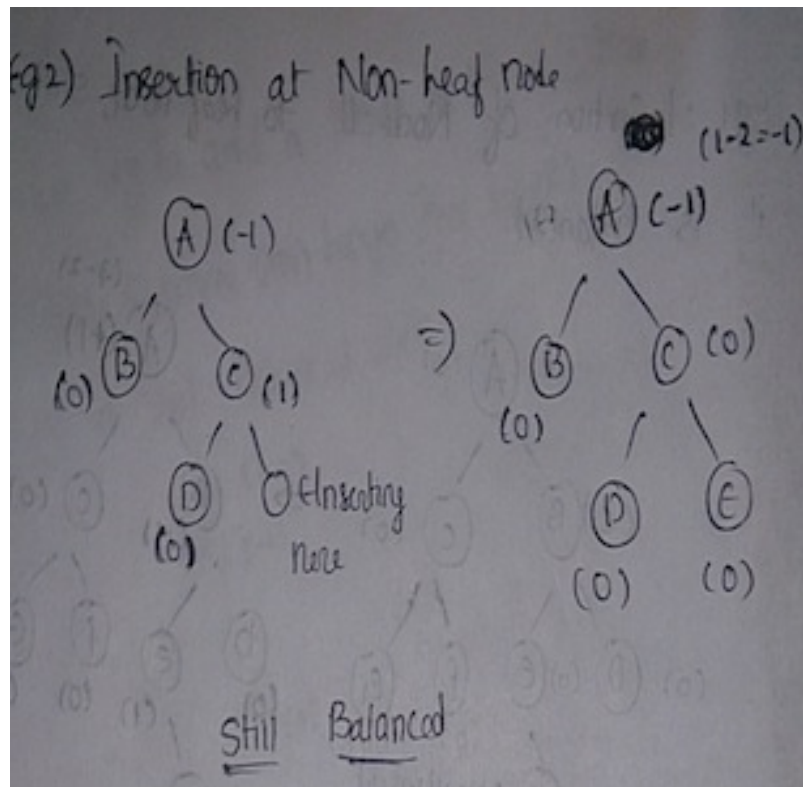 Eg2) Insertion at Non-Leaf node
(1-2=-1)
A (-1)
B (0)
C (1)
D (0)
Inserting
here
=)
A (-1)
B (0)
C (0)
D (0)
E (0)
Still Balanced